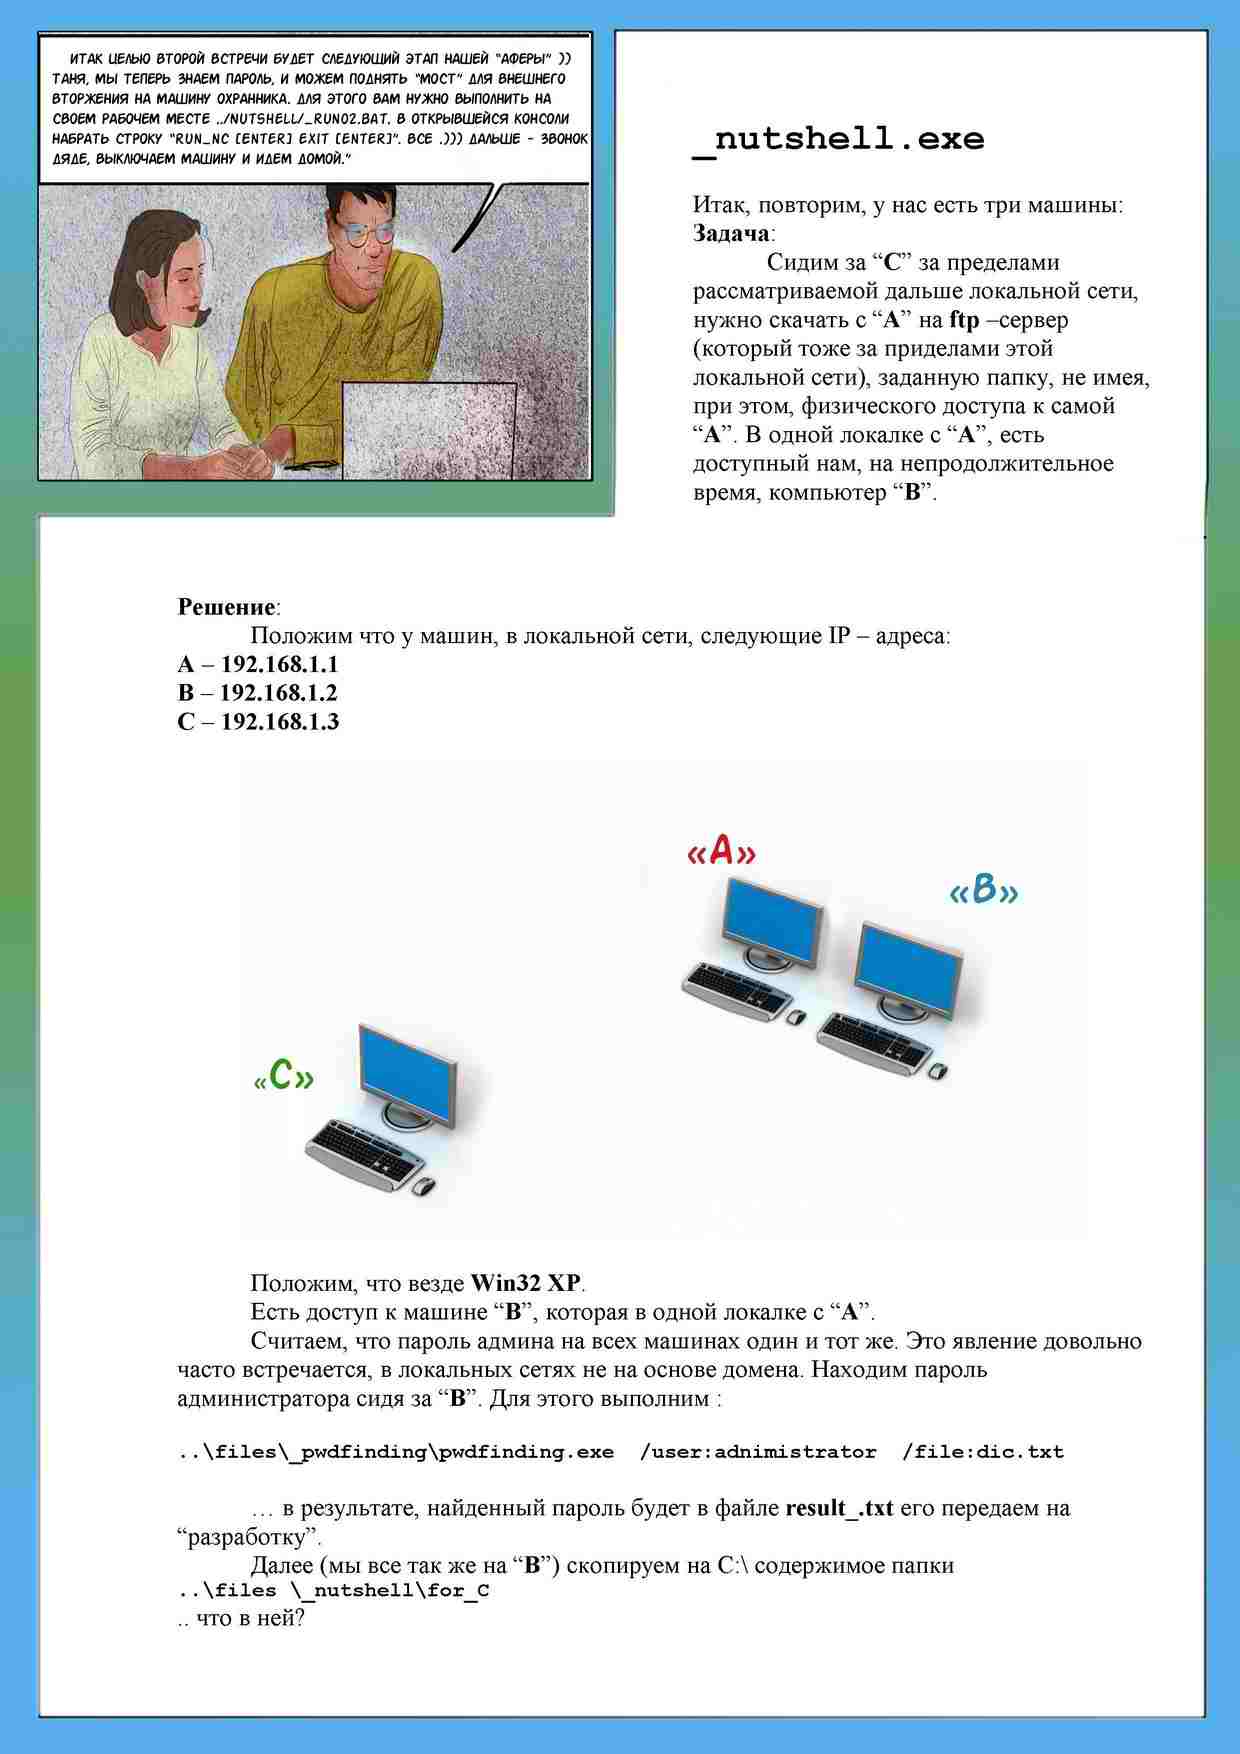 ИТАК ЦЕЛЬЮ ВТОРОЙ ВСТРЕЧИ БУДЕТ СЛЕДУЮЩИЙ ЭТАП НАШЕЙ "АФЕРЫ" ))
ТАНЯ, МЫ ТЕПЕРЬ ЗНАЕМ ПАРОЛЬ, И МОЖЕМ ПОДНЯТЬ "МОСТ" ДЛЯ ВНЕШНЕГО
ВТОРЖЕНИЯ НА МАШИНУ ОХРАННИКА. ДЛЯ ЭТОГО ВАМ НУЖНО ВЫПОЛНИТЬ НА
СВОЕМ РАБОЧЕМ МЕСТЕ ../NUTSHELL/_RUN02.BAT. В ОТКРЫВШЕЙСЯ КОНСОЛИ
НАБРАТЬ СТРОКУ "RUN_NC [ENTER] EXIT [ENTER]". ВСЕ .))) ДАЛЬШЕ - ЗВОНОК
ДЯДЕ, ВЫКЛЮЧАЕМ МАШИНУ И ИДЕМ ДОМОЙ."
_nutshell.exe
Итак, повторим, у нас есть три машины:
Задача:
Сидим за “C” за пределами
рассматриваемой дальше локальной сети,
нужно скачать с “A” на ftp –сервер
(который тоже за приделами этой
локальной сети), заданную папку, не имея,
при этом, физического доступа к самой
“A”. В одной локалке с “A”, есть
доступный нам, на непродолжительное
время, компьютер “B”.
Решение:
Положим что у машин, в локальной сети, следующие IP – адреса:
A – 192.168.1.1
B – 192.168.1.2
C – 192.168.1.3
«A»
«B»
«C»
Положим, что везде Win32 XP.
Есть доступ к машине “B”, которая в одной локалке с “A”.
Считаем, что пароль админа на всех машинах один и тот же. Это явление довольно
часто встречается, в локальных сетях не на основе домена. Находим пароль
администратора сидя за “B”. Для этого выполним :
..\files\_pwdfinding\pwdfinding.exe /user:adnimistrator /file:dic.txt
… в результате, найденный пароль будет в файле result_.txt его передаем на
“разработку”.
Далее (мы все так же на “B”) скопируем на C:\ содержимое папки
..\files \_nutshell\for_C
.. что в ней?